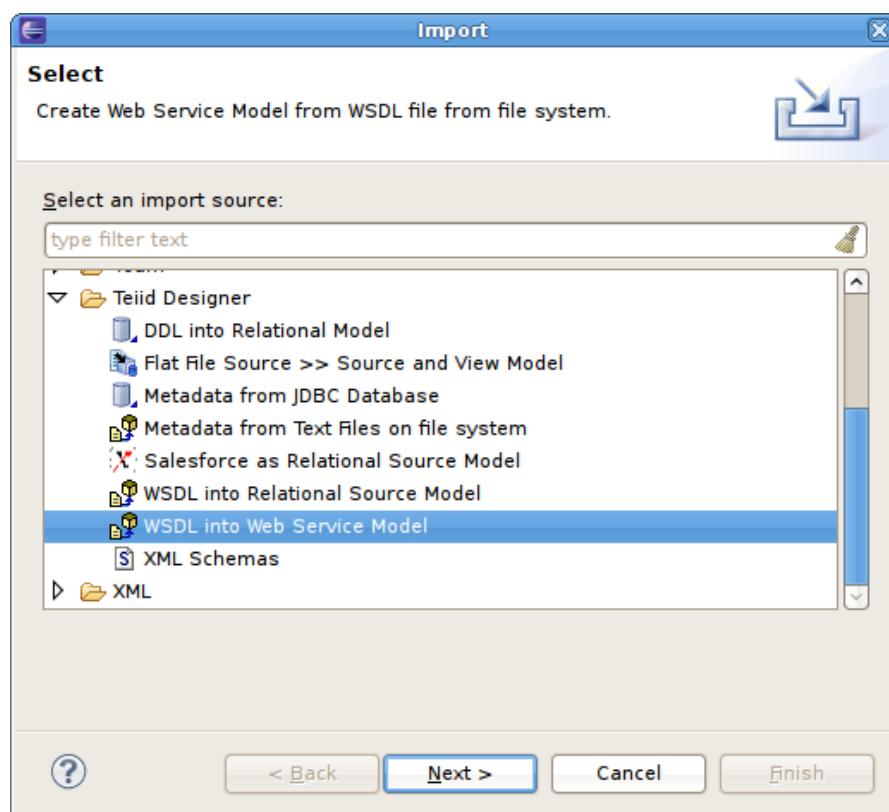 Import
Select
Create Web Service Model from WSDL file from file system.
Select an import source:
type filter text
Teiid Designer
DDL into Relational Model
Flat File Source >> Source and View Model
Metadata from JDBC Database
Metadata from Text Files on file system
Salesforce as Relational Source Model
WSDL into Relational Source Model
WSDL into Web Service Model
XML Schemas
XML
< Back Next > Cancel Finish